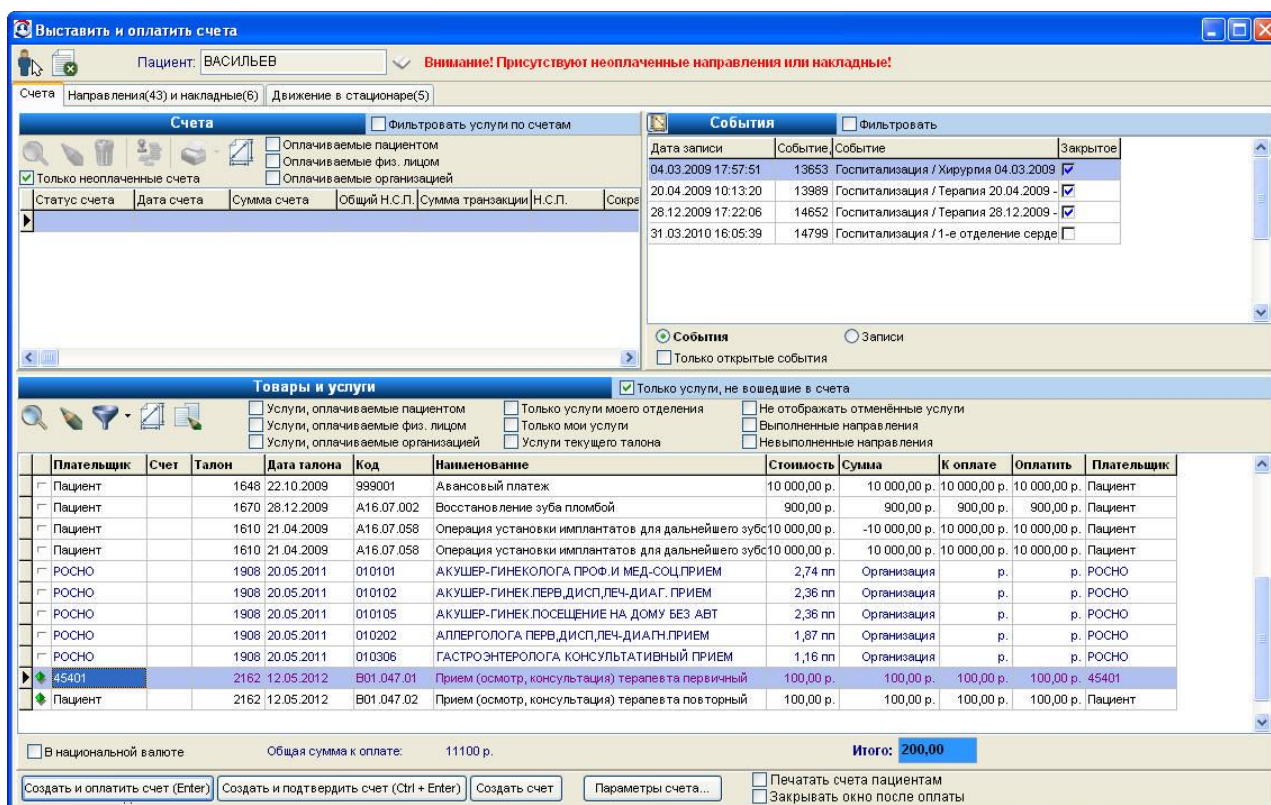 Выставить и оплатить счета
Пациент: ВАСИЛЬЕВ Внимание! Присутствуют неоплаченные направления или накладные!
Счета Направления(43) и накладные(6) Движение в стационаре(5)
Счета Фильтровать услуги по счетам
Оплачиваемые пациентом
Оплачиваемые физ. лицом
Только неоплаченные счета Оплачиваемые организацией
Статус счета Дата счета Сумма счета Общий Н.С.П. Сумма транзакции Н.С.П. Сокра
События Фильтровать
Дата записи Событие, Событие Закрытое
04.03.2009 17:57:51 13653 Госпитализация / Хирургия 04.03.2009
20.04.2009 10:13:20 13989 Госпитализация / Терапия 20.04.2009 -
28.12.2009 17:22:06 14652 Госпитализация / Терапия 28.12.2009 -
31.03.2010 16:05:39 14799 Госпитализация / 1-е отделение серде
События Записи
Только открытые события
Товары и услуги Только услуги, не вошедшие в счета
Услуги, оплачиваемые пациентом Только услуги моего отделения Не отображать отменённые услуги
Услуги, оплачиваемые физ. лицом Только мои услуги Выполненные направления
Услуги, оплачиваемые организацией Услуги текущего талона Невыполненные направления
Плательщик Счет Талон Дата талона Код Наименование Стоимость Сумма К оплате Оплатить Плательщик
Пациент 1648 22.10.2009 999001 Авансовый платеж 10 000,00 р. 10 000,00 р. 10 000,00 р. 10 000,00 р. Пациент
Пациент 1670 28.12.2009 A16.07.002 Восстановление зуба пломбой 900,00 р. 900,00 р. 900,00 р. 900,00 р. Пациент
Пациент 1610 21.04.2009 A16.07.058 Операция установки имплантатов для дальнейшего зубс 10 000,00 р. -10 000,00 р. 10 000,00 р. 10 000,00 р. Пациент
Пациент 1610 21.04.2009 A16.07.058 Операция установки имплантатов для дальнейшего зубс 10 000,00 р. 10 000,00 р. 10 000,00 р. 10 000,00 р. Пациент
РОСНО 1908 20.05.2011 010101 АКУШЕР-ГИНЕКОЛОГА ПРОФ.И МЕД-СОЦ.ПРИЕМ 2,74 пп Организация р. р. РОСНО
РОСНО 1908 20.05.2011 010102 АКУШЕР-ГИНЕК.ПЕРВ,ДИСП,ЛЕЧ-ДИАГ. ПРИЕМ 2,36 пп Организация р. р. РОСНО
РОСНО 1908 20.05.2011 010105 АКУШЕР-ГИНЕК.ПОСЕЩЕНИЕ НА ДОМУ БЕЗ АВТ 2,36 пп Организация р. р. РОСНО
РОСНО 1908 20.05.2011 010202 АЛЛЕРГОЛОГА ПЕРВ,ДИСП,ЛЕЧ-ДИАГН.ПРИЕМ 1,87 пп Организация р. р. РОСНО
РОСНО 1908 20.05.2011 010306 ГАСТРОЭНТЕРОЛОГА КОНСУЛЬТАТИВНЫЙ ПРИЕМ 1,16 пп Организация р. р. РОСНО
45401 2162 12.05.2012 B01.047.01 Прием (осмотр, консультация) терапевта первичный 100,00 р. 100,00 р. 100,00 р. 100,00 р. 45401
Пациент 2162 12.05.2012 B01.047.02 Прием (осмотр, консультация) терапевта повторный 100,00 р. 100,00 р. 100,00 р. 100,00 р. Пациент
В национальной валюте Общая сумма к оплате: 11100 р. Итого: 200,00
Создать и оплатить счет (Enter) Создать и подтвердить счет (Ctrl + Enter) Создать счет Параметры счета... Печатать счета пациентам
Закрывать окно после оплаты